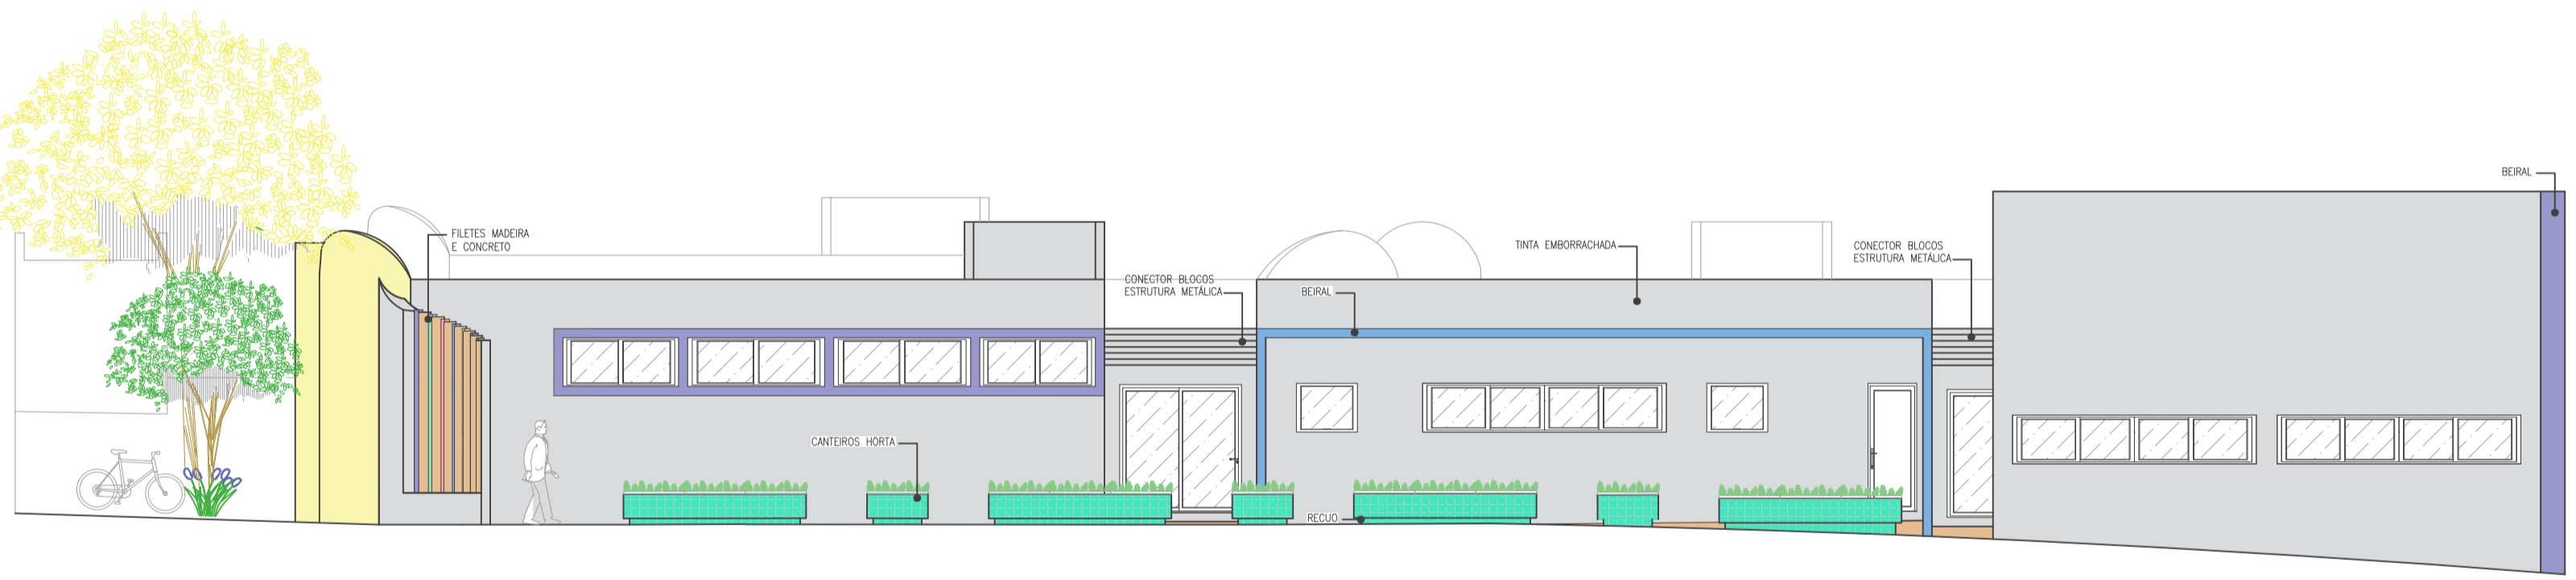 FILETES MADEIRA
E CONCRETO
CANTEIROS HORTA
CONECTOR BLOCOS
ESTRUTURA METÁLICA
BEIRAL
RECUO
TINTA EMBORRACHADA
CONECTOR BLOCOS
ESTRUTURA METÁLICA
BEIRAL